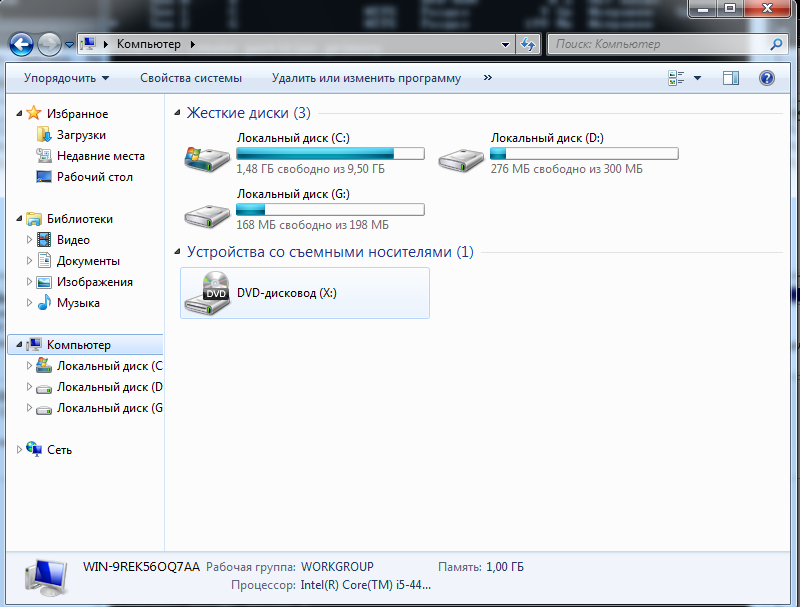 Компьютер
Поиск: Компьютер
Упорядочить Свойства системы Удалить или изменить программу »
Избранное
Загрузки
Недавние места
Рабочий стол
Библиотеки
Видео
Документы
Изображения
Музыка
Компьютер
Локальный диск (C
Локальный диск (D
Локальный диск (G
Сеть
Жесткие диски (3)
Локальный диск (C:)
1,48 ГБ свободно из 9,50 ГБ
Локальный диск (D:)
276 МБ свободно из 300 МБ
Локальный диск (G:)
168 МБ свободно из 198 МБ
Устройства со съемными носителями (1)
DVD
DVD-дисковод (X:)
WIN-9REK56OQ7AA Рабочая группа: WORKGROUP Память: 1,00 ГБ
Процессор: Intel(R) Core(TM) i5-44...